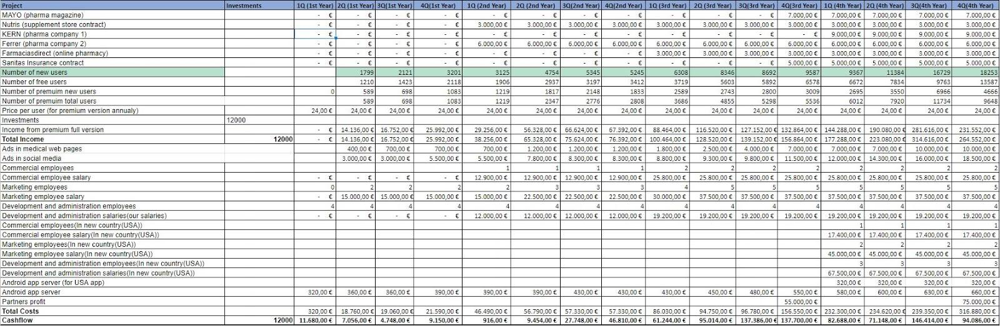 Project Investments 1Q (1st Year) 2Q (1st Year) 3Q(1st Year) 4Q(1st Year) 1Q (2nd Year) 2Q (2nd Year) 3Q(2nd Year) 4Q(2nd Year) 1Q (3rd Year) 2Q (3rd Year) 3Q(3rd Year) 4Q(3rd Year) 1Q (4th Year) 2Q (4th Year) 3Q(4th Year) 4Q(4th Year)
MAYO (pharma magazine) - € - € - € - € - € - € - € - € - € - € - € 7.000,00 € 7.000,00 € 7.000,00 € 7.000,00 € 7.000,00 €
Nutris (supplement store contract) - € - € - € - € 3.000,00 € 3.000,00 € 3.000,00 € 3.000,00 € 3.000,00 € 3.000,00 € 3.000,00 € 3.000,00 € 3.000,00 € 3.000,00 € 3.000,00 € 3.000,00 €
KERN (pharma company 1) - € - € - € - € - € - € - € - € - € - € - € - € 9.000,00 € 9.000,00 € 9.000,00 € 9.000,00 €
Ferrer (pharma company 2) - € - € - € - € 6.000,00 € 6.000,00 € 6.000,00 € 6.000,00 € 6.000,00 € 6.000,00 € 6.000,00 € 6.000,00 € 6.000,00 € 6.000,00 € 6.000,00 € 6.000,00 €
Farmaciasdirect (online pharmacy) - € - € - € - € - € - € - € - € 3.000,00 € 3.000,00 € 3.000,00 € 3.000,00 € 3.000,00 € 3.000,00 € 3.000,00 € 3.000,00 €
Sanitas Insurance contract - € - € - € - € - € - € - € - € - € - € - € 5.000,00 € 5.000,00 € 5.000,00 € 5.000,00 € 5.000,00 €
Number of new users 1799 2121 3201 3125 4754 5345 5245 6308 8346 8692 9587 9367 11384 16729 18253
Number of free users 1210 1423 2118 1906 2937 3197 3412 3719 5603 5892 6578 6672 7834 9763 13587
Number of premuim new users 0 589 698 1083 1219 1817 2148 1833 2589 2743 2800 3009 2695 3550 6966 4666
Number of premuim total users 589 698 1083 1219 2347 2776 2808 3686 4855 5298 5536 6012 7920 11734 9648
Price per user (for premium version annualy) 24,00 € 24,00 € 24,00 € 24,00 € 24,00 € 24,00 € 24,00 € 24,00 € 24,00 € 24,00 € 24,00 € 24,00 € 24,00 € 24,00 € 24,00 € 24,00 €
Investments 12000
Income from premium full version - € 14.136,00 € 16.752,00 € 25.992,00 € 29.256,00 € 56.328,00 € 66.624,00 € 67.392,00 € 88.464,00 € 116.520,00 € 127.152,00 € 132.864,00 € 144.288,00 € 190.080,00 € 281.616,00 € 231.552,00 €
Total Income 12000 - € 14.136,00 € 16.752,00 € 25.992,00 € 38.256,00 € 65.328,00 € 75.624,00 € 76.392,00 € 100.464,00 € 128.520,00 € 139.152,00 € 156.864,00 € 177.288,00 € 223.080,00 € 314.616,00 € 264.552,00 €
Ads in medical web pages 400,00 € 700,00 € 700,00 € 700,00 € 1.200,00 € 1.200,00 € 1.200,00 € 1.800,00 € 2.500,00 € 4.000,00 € 7.000,00 € 7.000,00 € 7.000,00 € 10.000,00 € 10.000,00 €
Ads in social media 3.000,00 € 3.000,00 € 5.500,00 € 5.500,00 € 7.800,00 € 8.300,00 € 8.300,00 € 8.800,00 € 9.300,00 € 9.800,00 € 11.500,00 € 12.000,00 € 14.300,00 € 16.000,00 € 18.500,00 €
Commercial employees 1 1 1 1 2 2 2 2 2 2 2 2
Commercial employee salary - € - € - € - € 12.900,00 € 12.900,00 € 12.900,00 € 12.900,00 € 25.800,00 € 25.800,00 € 25.800,00 € 25.800,00 € 25.800,00 € 25.800,00 € 25.800,00 € 25.800,00 €
Marketing employees 0 2 2 2 2 3 3 3 4 5 5 5 5 5 5 5
Marketing employee salary - € 15.000,00 € 15.000,00 € 15.000,00 € 15.000,00 € 22.500,00 € 22.500,00 € 22.500,00 € 30.000,00 € 37.500,00 € 37.500,00 € 37.500,00 € 37.500,00 € 37.500,00 € 37.500,00 € 37.500,00 €
Development and administration employees 4 4 4 4 4 4 4 4 4 4 4 4 4 4 4 4
Development and administration salaries(our salaries) - € - € - € - € 12.000,00 € 12.000,00 € 12.000,00 € 12.000,00 € 19.200,00 € 19.200,00 € 19.200,00 € 19.200,00 € 19.200,00 € 19.200,00 € 19.200,00 € 19.200,00 €
Commercial employees(In new country(USA)) 1 1 1 1
Commercial employee salary(In new country(USA)) 17.400,00 € 17.400,00 € 17.400,00 € 17.400,00 €
Marketing employees(In new country(USA)) 2 2 2 2
Marketing employee salary(In new country(USA)) 45.000,00 € 45.000,00 € 45.000,00 € 45.000,00 €
Development and administration employees(In new country(USA)) 3 3 3 3
Development and administration salaries(In new country(USA)) 67.500,00 € 67.500,00 € 67.500,00 € 67.500,00 €
Android app server (for USA app) 320,00 € 320,00 € 320,00 € 320,00 €
Android app server 320,00 € 360,00 € 360,00 € 390,00 € 390,00 € 390,00 € 430,00 € 430,00 € 430,00 € 450,00 € 480,00 € 550,00 € 580,00 € 600,00 € 630,00 € 660,00 €
Partners profit 55.000,00 € 75.000,00 €
Total Costs 320,00 € 18.760,00 € 19.060,00 € 21.590,00 € 46.490,00 € 56.790,00 € 57.330,00 € 57.330,00 € 86.030,00 € 94.750,00 € 96.780,00 € 156.550,00 € 232.300,00 € 234.620,00 € 239.350,00 € 316.880,00 €
Cashflow 12000 11.680,00 € 7.056,00 € 4.748,00 € 9.150,00 € 916,00 € 9.454,00 € 27.748,00 € 46.810,00 € 61.244,00 € 95.014,00 € 137.386,00 € 137.700,00 € 82.688,00 € 71.148,00 € 146.414,00 € 94.086,00 €